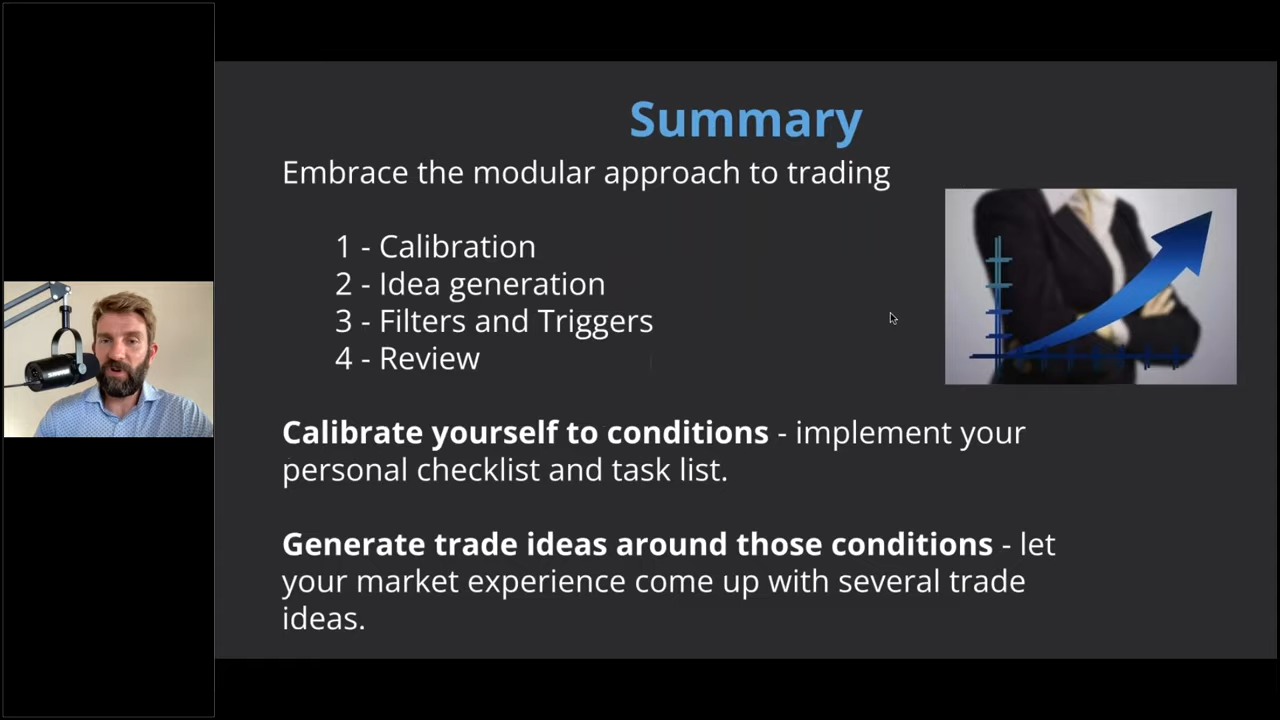 Summary
Embrace the modular approach to trading
1 - Calibration
2 - Idea generation
3 - Filters and Triggers
4 - Review
Calibrate yourself to conditions - implement your
personal checklist and task list.
Generate trade ideas around those conditions - let
your market experience come up with several trade
ideas.